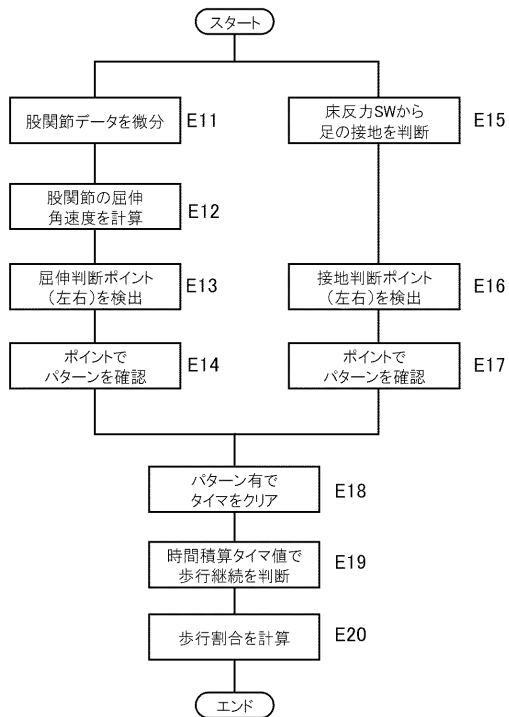 スタート
股関節データを微分
E11
股関節の屈伸
角速度を計算
E12
屈伸判断ポイント
(左右)を検出
E13
ポイントで
パターンを確認
E14
床反力SWから
足の接地を判断
E15
接地判断ポイント
(左右)を検出
E16
ポイントで
パターンを確認
E17
パターン有で
タイマをクリア
E18
時間積算タイマ値で
歩行継続を判断
E19
歩行割合を計算
E20
エンド